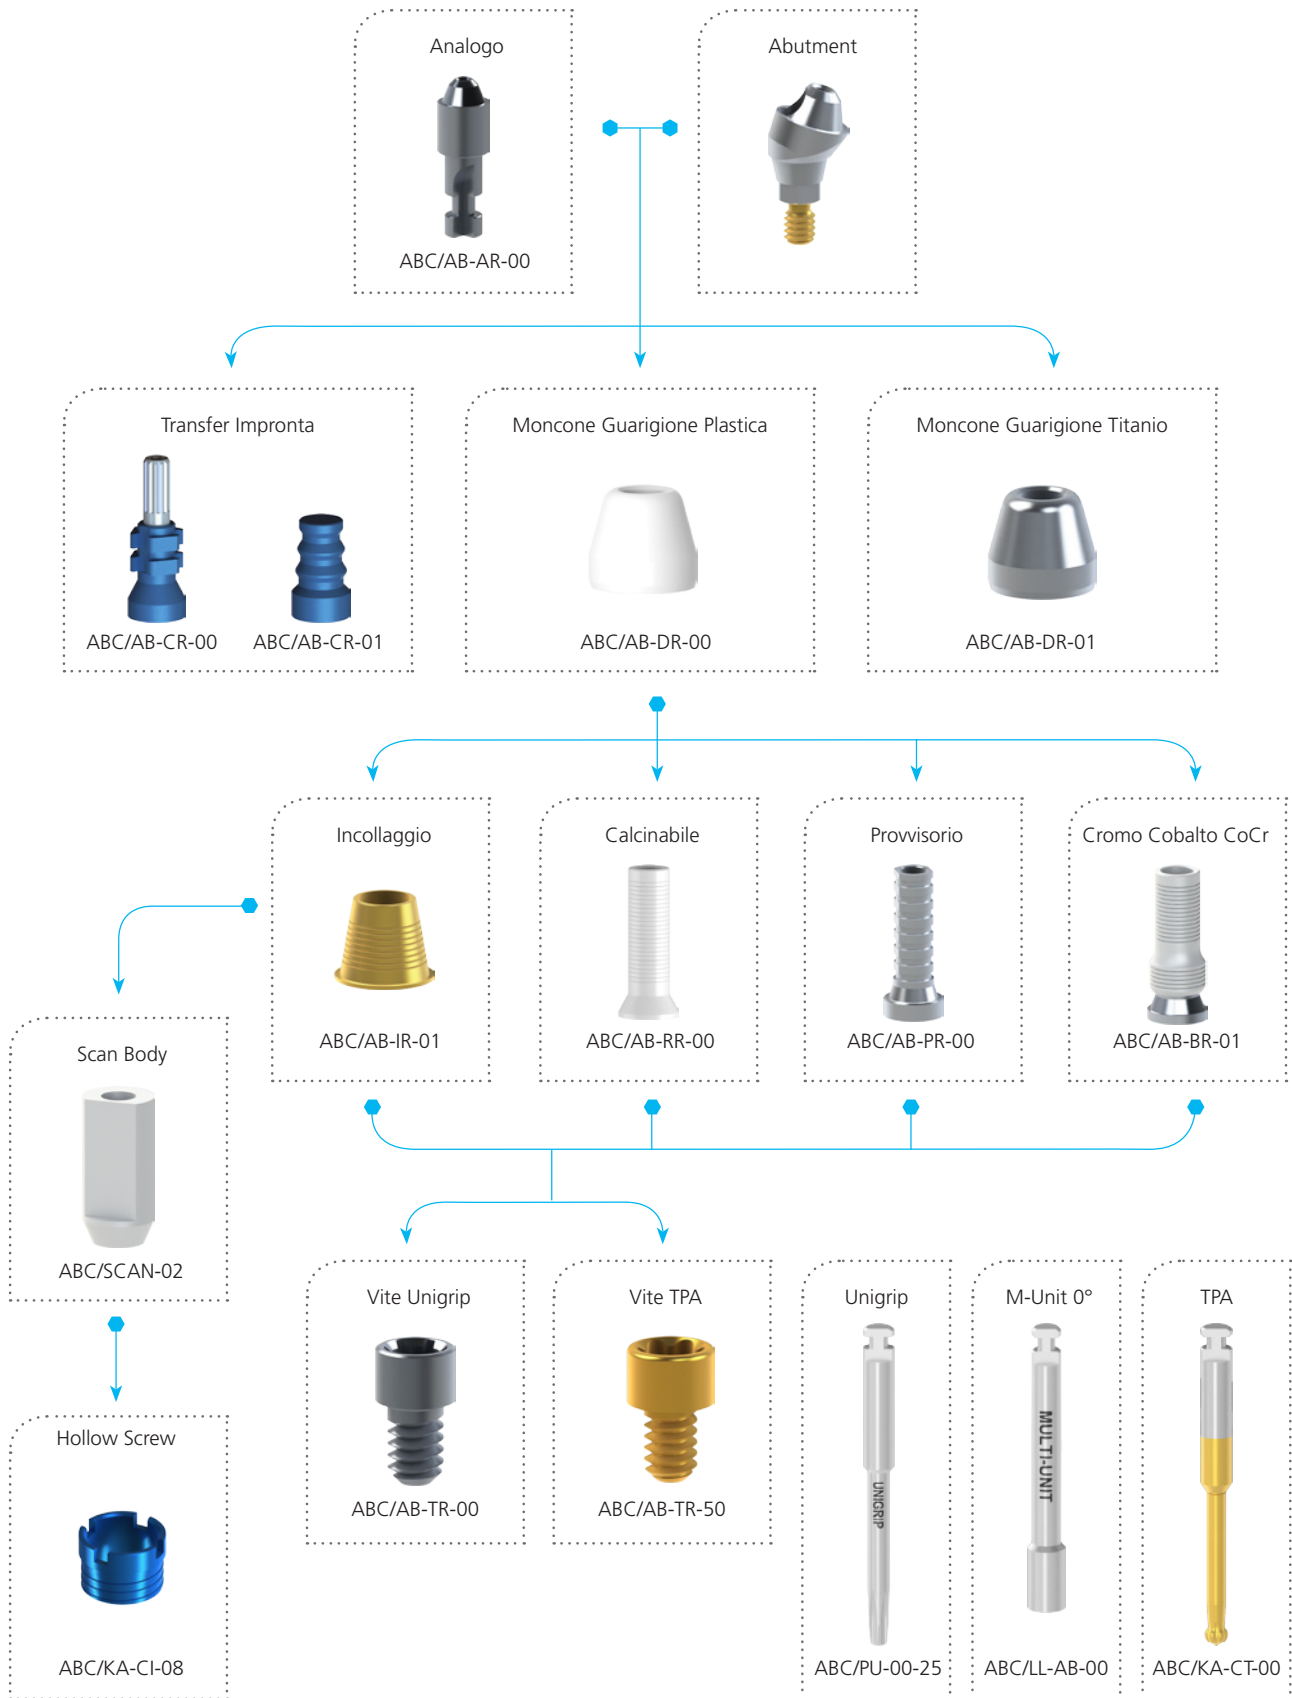 Analogo
Abutment
ABC/AB-AR-00
Transfer Impronta
Moncone Guarigione Plastica
Moncone Guarigione Titanio
ABC/AB-CR-00
ABC/AB-CR-01
ABC/AB-DR-00
ABC/AB-DR-01
Incollaggio
Calcinabile
Provvisorio
Cromo Cobalto CoCr
ABC/AB-IR-01
ABC/AB-RR-00
ABC/AB-PR-00
ABC/AB-BR-01
Scan Body
ABC/SCAN-02
Vite Unigrip
Vite TPA
Unigrip
M-Unit 0°
TPA
UNIGRIP
MULTI-UNIT
ABC/AB-TR-00
ABC/AB-TR-50
Hollow Screw
ABC/KA-CI-08
ABC/PU-00-25
ABC/LL-AB-00
ABC/KA-CT-00